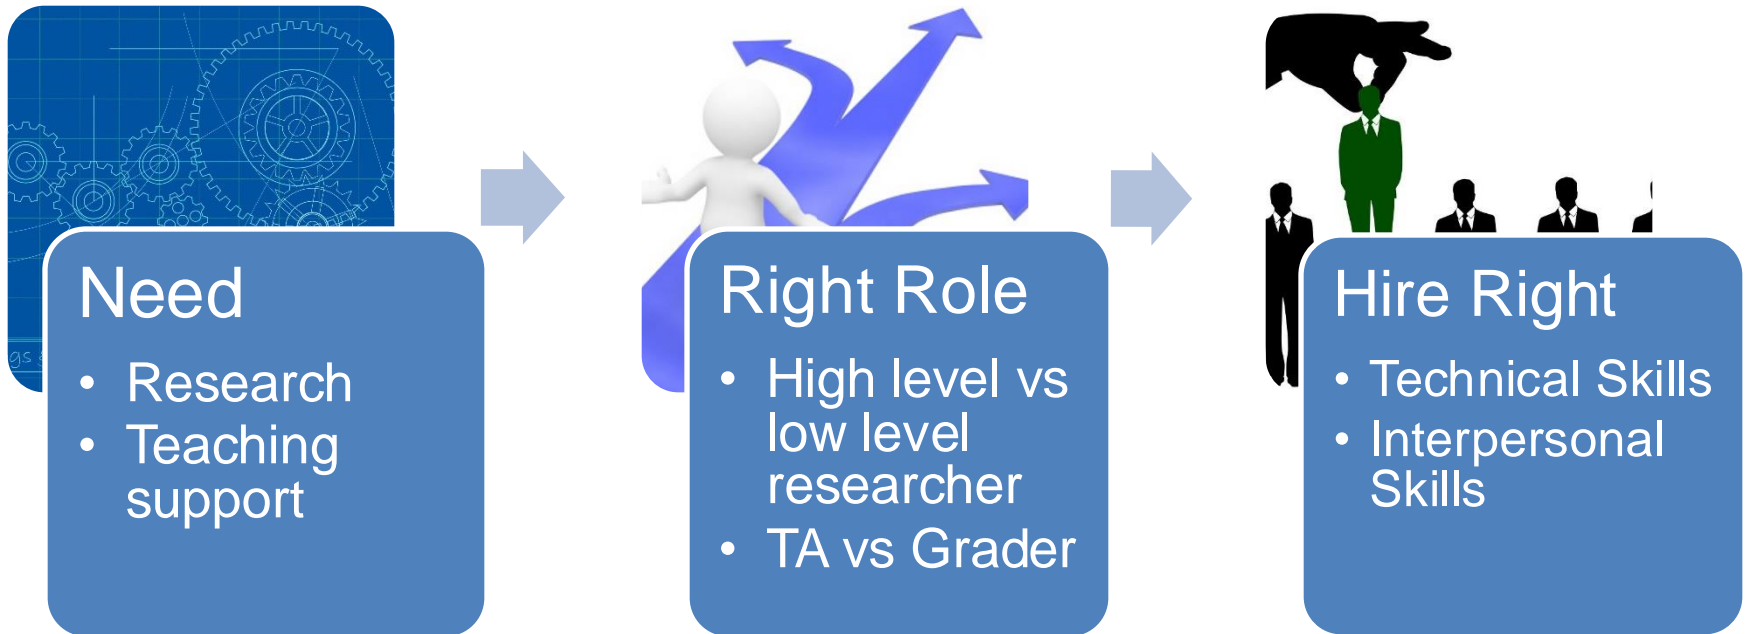 Need
• Research
• Teaching
support
gs
Right Role
• High level vs
low level
researcher
• TA vs Grader
Hire Right
• Technical Skills
• Interpersonal
Skills